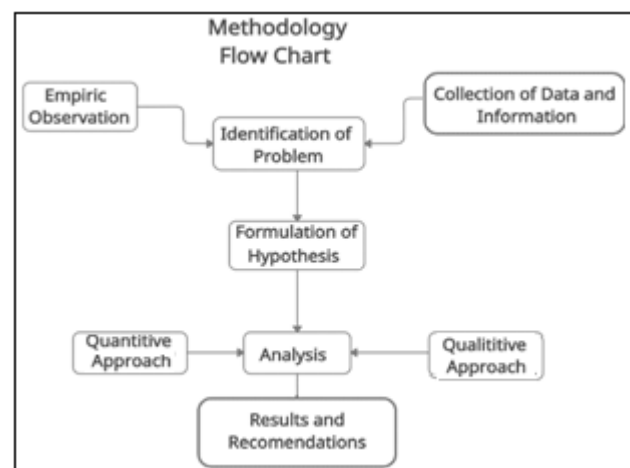 Methodology
Flow Chart
Empiric
Observation
Collection of Data and
Information
Identification of
Problem
Formulation of
Hypothesis
Quantitive
Approach
Analysis
Qualititive
Approach
Results and
Recomendations